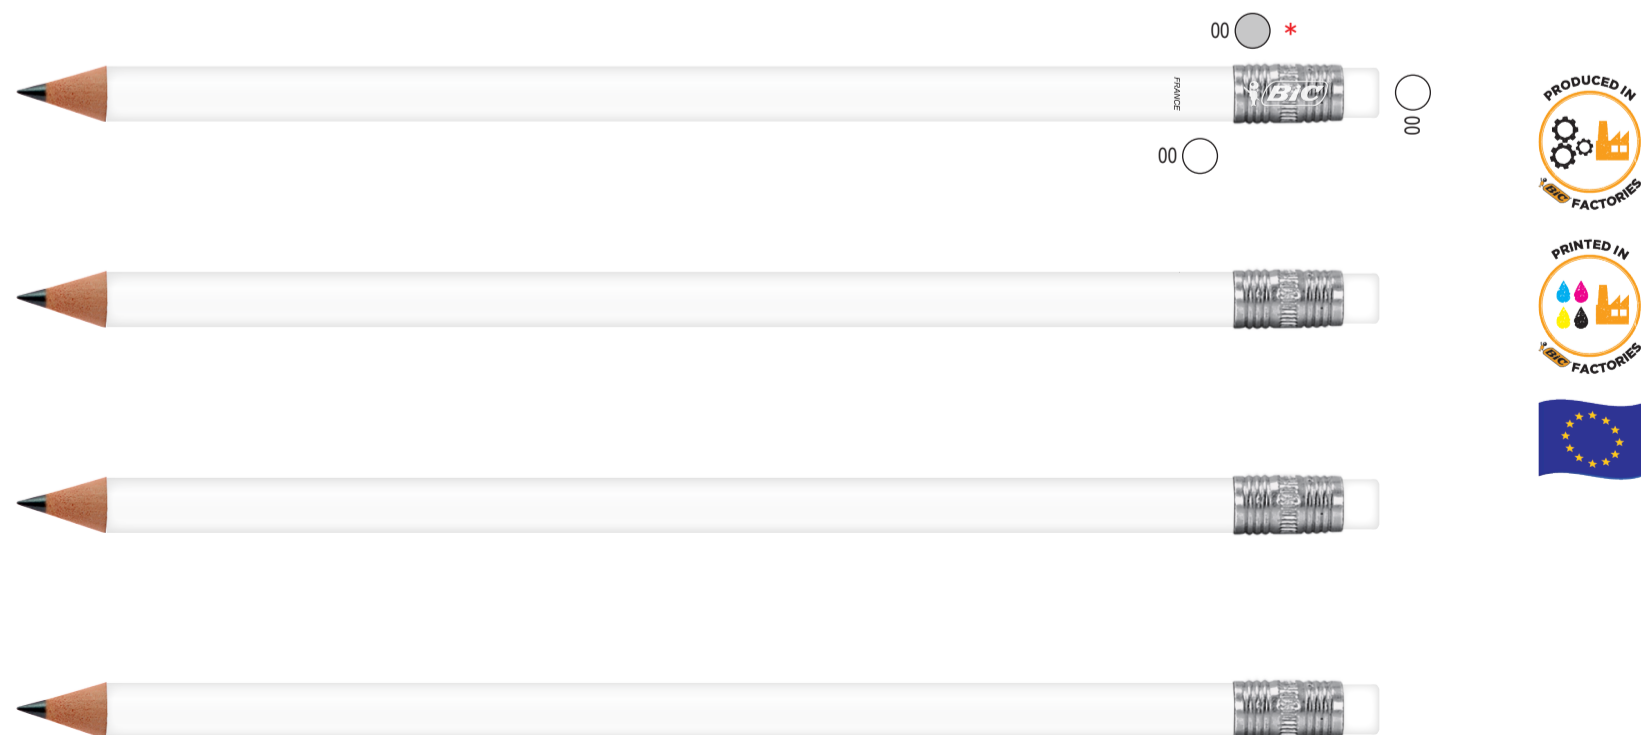 00 *
FRANCE
BiC
00
00
PRODUCED IN
BiC FACTORIES
PRINTED IN
BiC FACTORIES